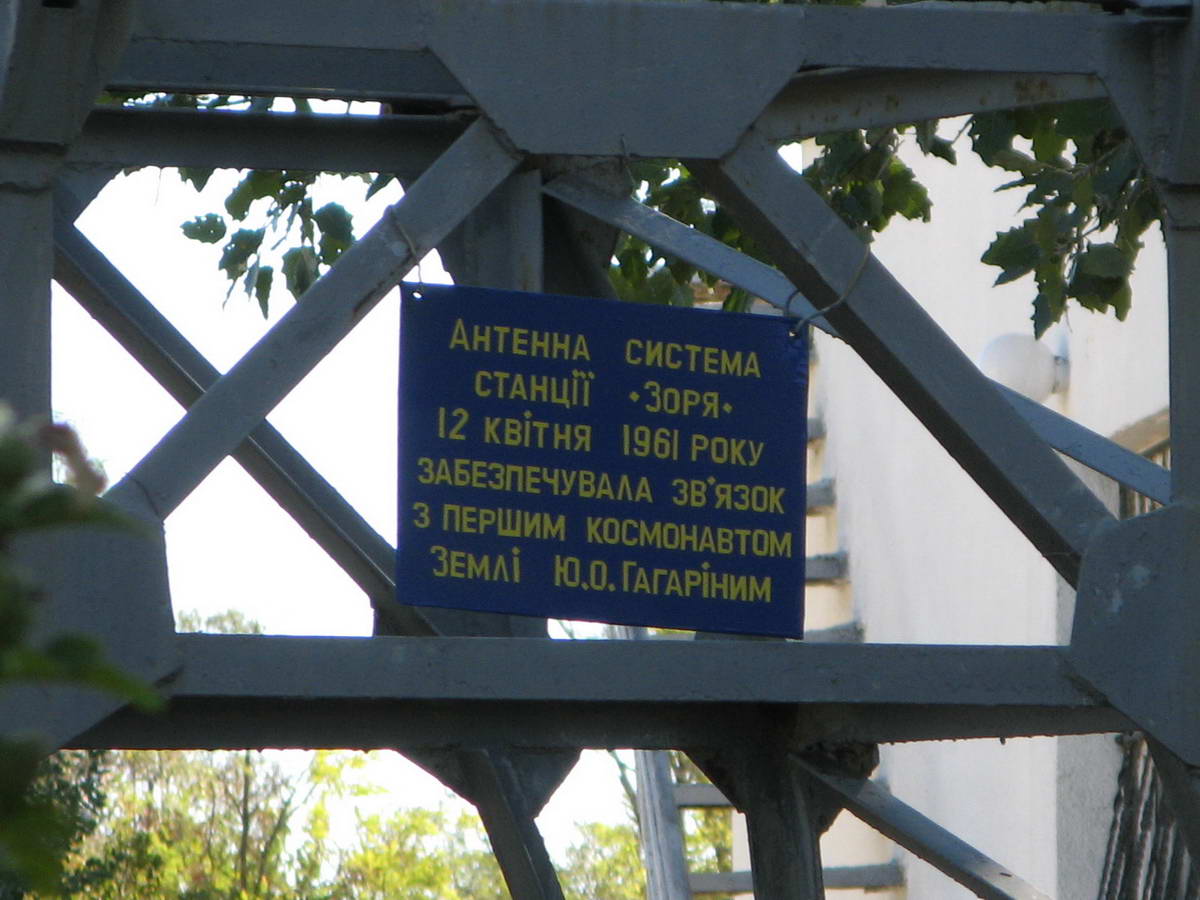 Антенна система
станції "Зоря"
12 квітня 1961 року
забезпечувала зв'язок
з першим космонавтом
Землі Ю.О. Гагаріним